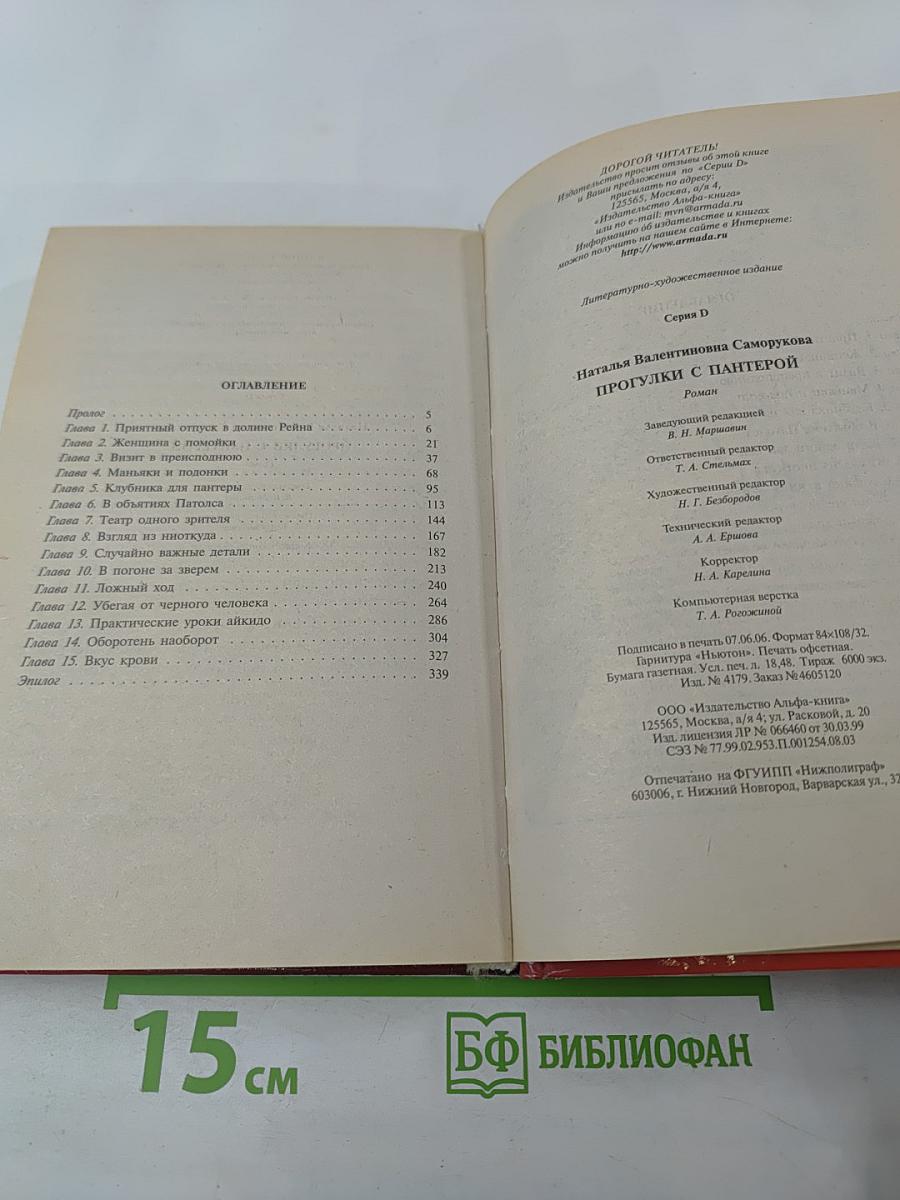 ОГЛАВЛЕНИЕ
Пролог . . . . . . . . . . . . . . . . . . . . . . . . . . . . . . 5
Глава 1. Приятный отпуск в долине Рейна . . . . . . . . . . 6
Глава 2. Женщина с помойки . . . . . . . . . . . . . . . . . 21
Глава 3. Визит в преисподнюю . . . . . . . . . . . . . . . . 37
Глава 4. Маньяки и подонки . . . . . . . . . . . . . . . . . 68
Глава 5. Клубника для пантеры . . . . . . . . . . . . . . . . 95
Глава 6. В объятиях Патолса . . . . . . . . . . . . . . . . . 113
Глава 7. Театр одного зрителя . . . . . . . . . . . . . . . . 144
Глава 8. Взгляд из ниоткуда . . . . . . . . . . . . . . . . . 167
Глава 9. Случайно важные детали . . . . . . . . . . . . . . . 182
Глава 10. В погоне за зверем . . . . . . . . . . . . . . . . . 213
Глава 11. Ложный ход . . . . . . . . . . . . . . . . . . . . 240
Глава 12. Убегая от черного человека . . . . . . . . . . . . . 264
Глава 13. Практические уроки айкидо . . . . . . . . . . . . . 286
Глава 14. Оборотень наоборот . . . . . . . . . . . . . . . . 304
Глава 15. Вкус крови . . . . . . . . . . . . . . . . . . . . . 327
Эпилог . . . . . . . . . . . . . . . . . . . . . . . . . . . . . 339
ДОРОГОЙ ЧИТАТЕЛЬ!
Издательство просит отзывы об этой книге
и Ваши предложения по «Серии D»
присылать по адресу:
125565, Москва, а/я 4,
«Издательство Альфа-книга»
или по e-mail: mvn@armada.ru
Информацию об издательстве и книгах
можно получить на нашем сайте в Интернете:
http://www.armada.ru
Литературно-художественное издание
Серия D
Наталья Валентиновна Саморукова
ПРОГУЛКИ С ПАНТЕРОЙ
Роман
Заведующий редакцией
В. Н. Маршавин
Ответственный редактор
Т. А. Стельмах
Художественный редактор
Н. Г. Безбородов
Технический редактор
А. А. Ершова
Корректор
Н. А. Карелина
Компьютерная верстка
Т. А. Рогожиной
Подписано в печать 07.06.06. Формат 84×108/32.
Гарнитура «Ньютон». Печать офсетная.
Бумага газетная. Усл. печ. л. 18,48. Тираж 6000 экз.
Изд. № 4179. Заказ № 4605120
ООО «Издательство Альфа-книга»
125565, Москва, а/я 4; ул. Расковой, д. 20
Изд. лицензия ЛР № 066460 от 30.03.99
СЭЗ № 77.99.02.953.П.001254.08.03
Отпечатано на ФГУИПП «Нижполиграф»
603006, г. Нижний Новгород, Варварская ул., 32
15 см
БФ БИБЛИОФАН